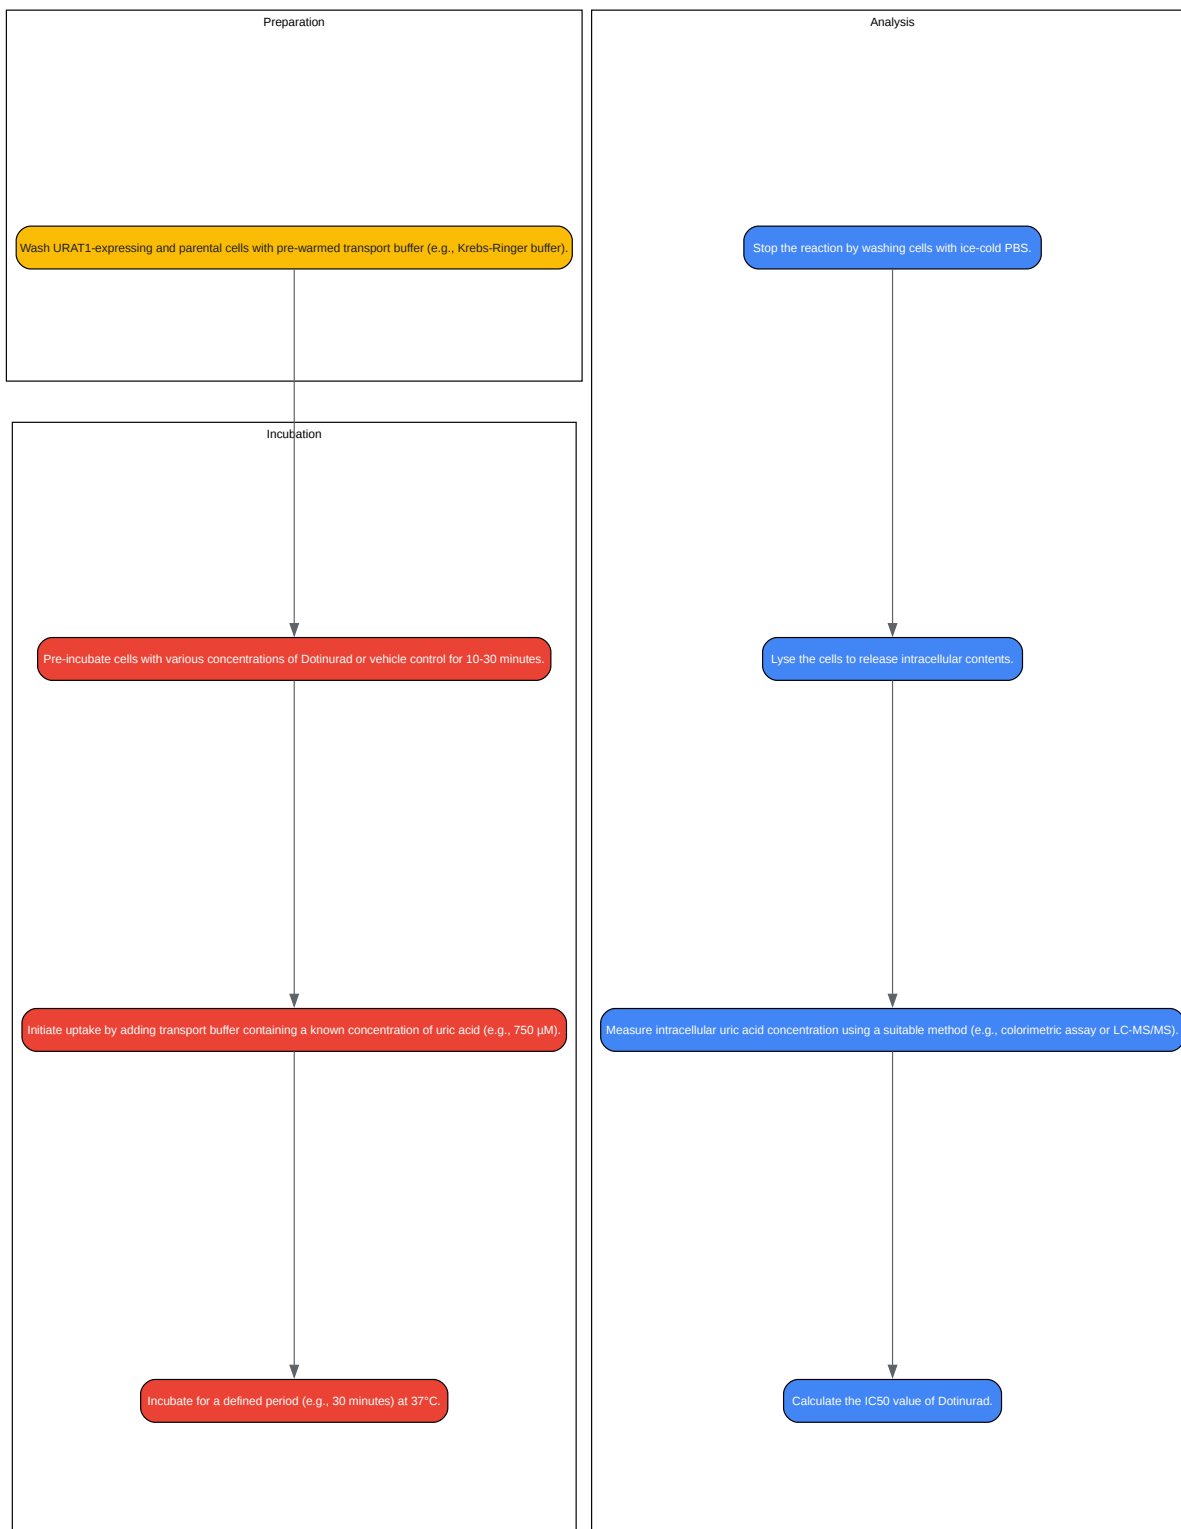 Preparation
Wash URAT1-expressing and parental cells with pre-warmed transport buffer (e.g., Krebs-Ringer buffer).
Incubation
Pre-incubate cells with various concentrations of Dotinurad or vehicle control for 10-30 minutes.
Initiate uptake by adding transport buffer containing a known concentration of uric acid (e.g., 750 µM).
Incubate for a defined period (e.g., 30 minutes) at 37°C.
Analysis
Stop the reaction by washing cells with ice-cold PBS.
Lyse the cells to release intracellular contents.
Measure intracellular uric acid concentration using a suitable method (e.g., colorimetric assay or LC-MS/MS).
Calculate the IC50 value of Dotinurad.